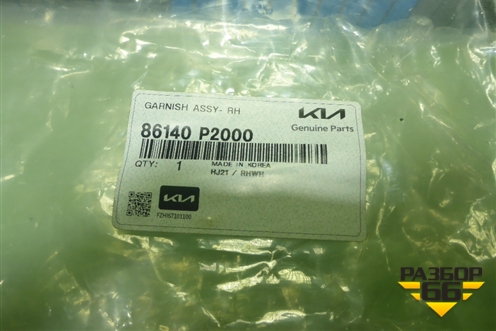 GARNISH ASSY- RH
KIA
Genuine Parts
86140 P2000
QTY: 1
MADE IN KOREA
HJ21 / RHWH
KIA
РАЗБОР
66